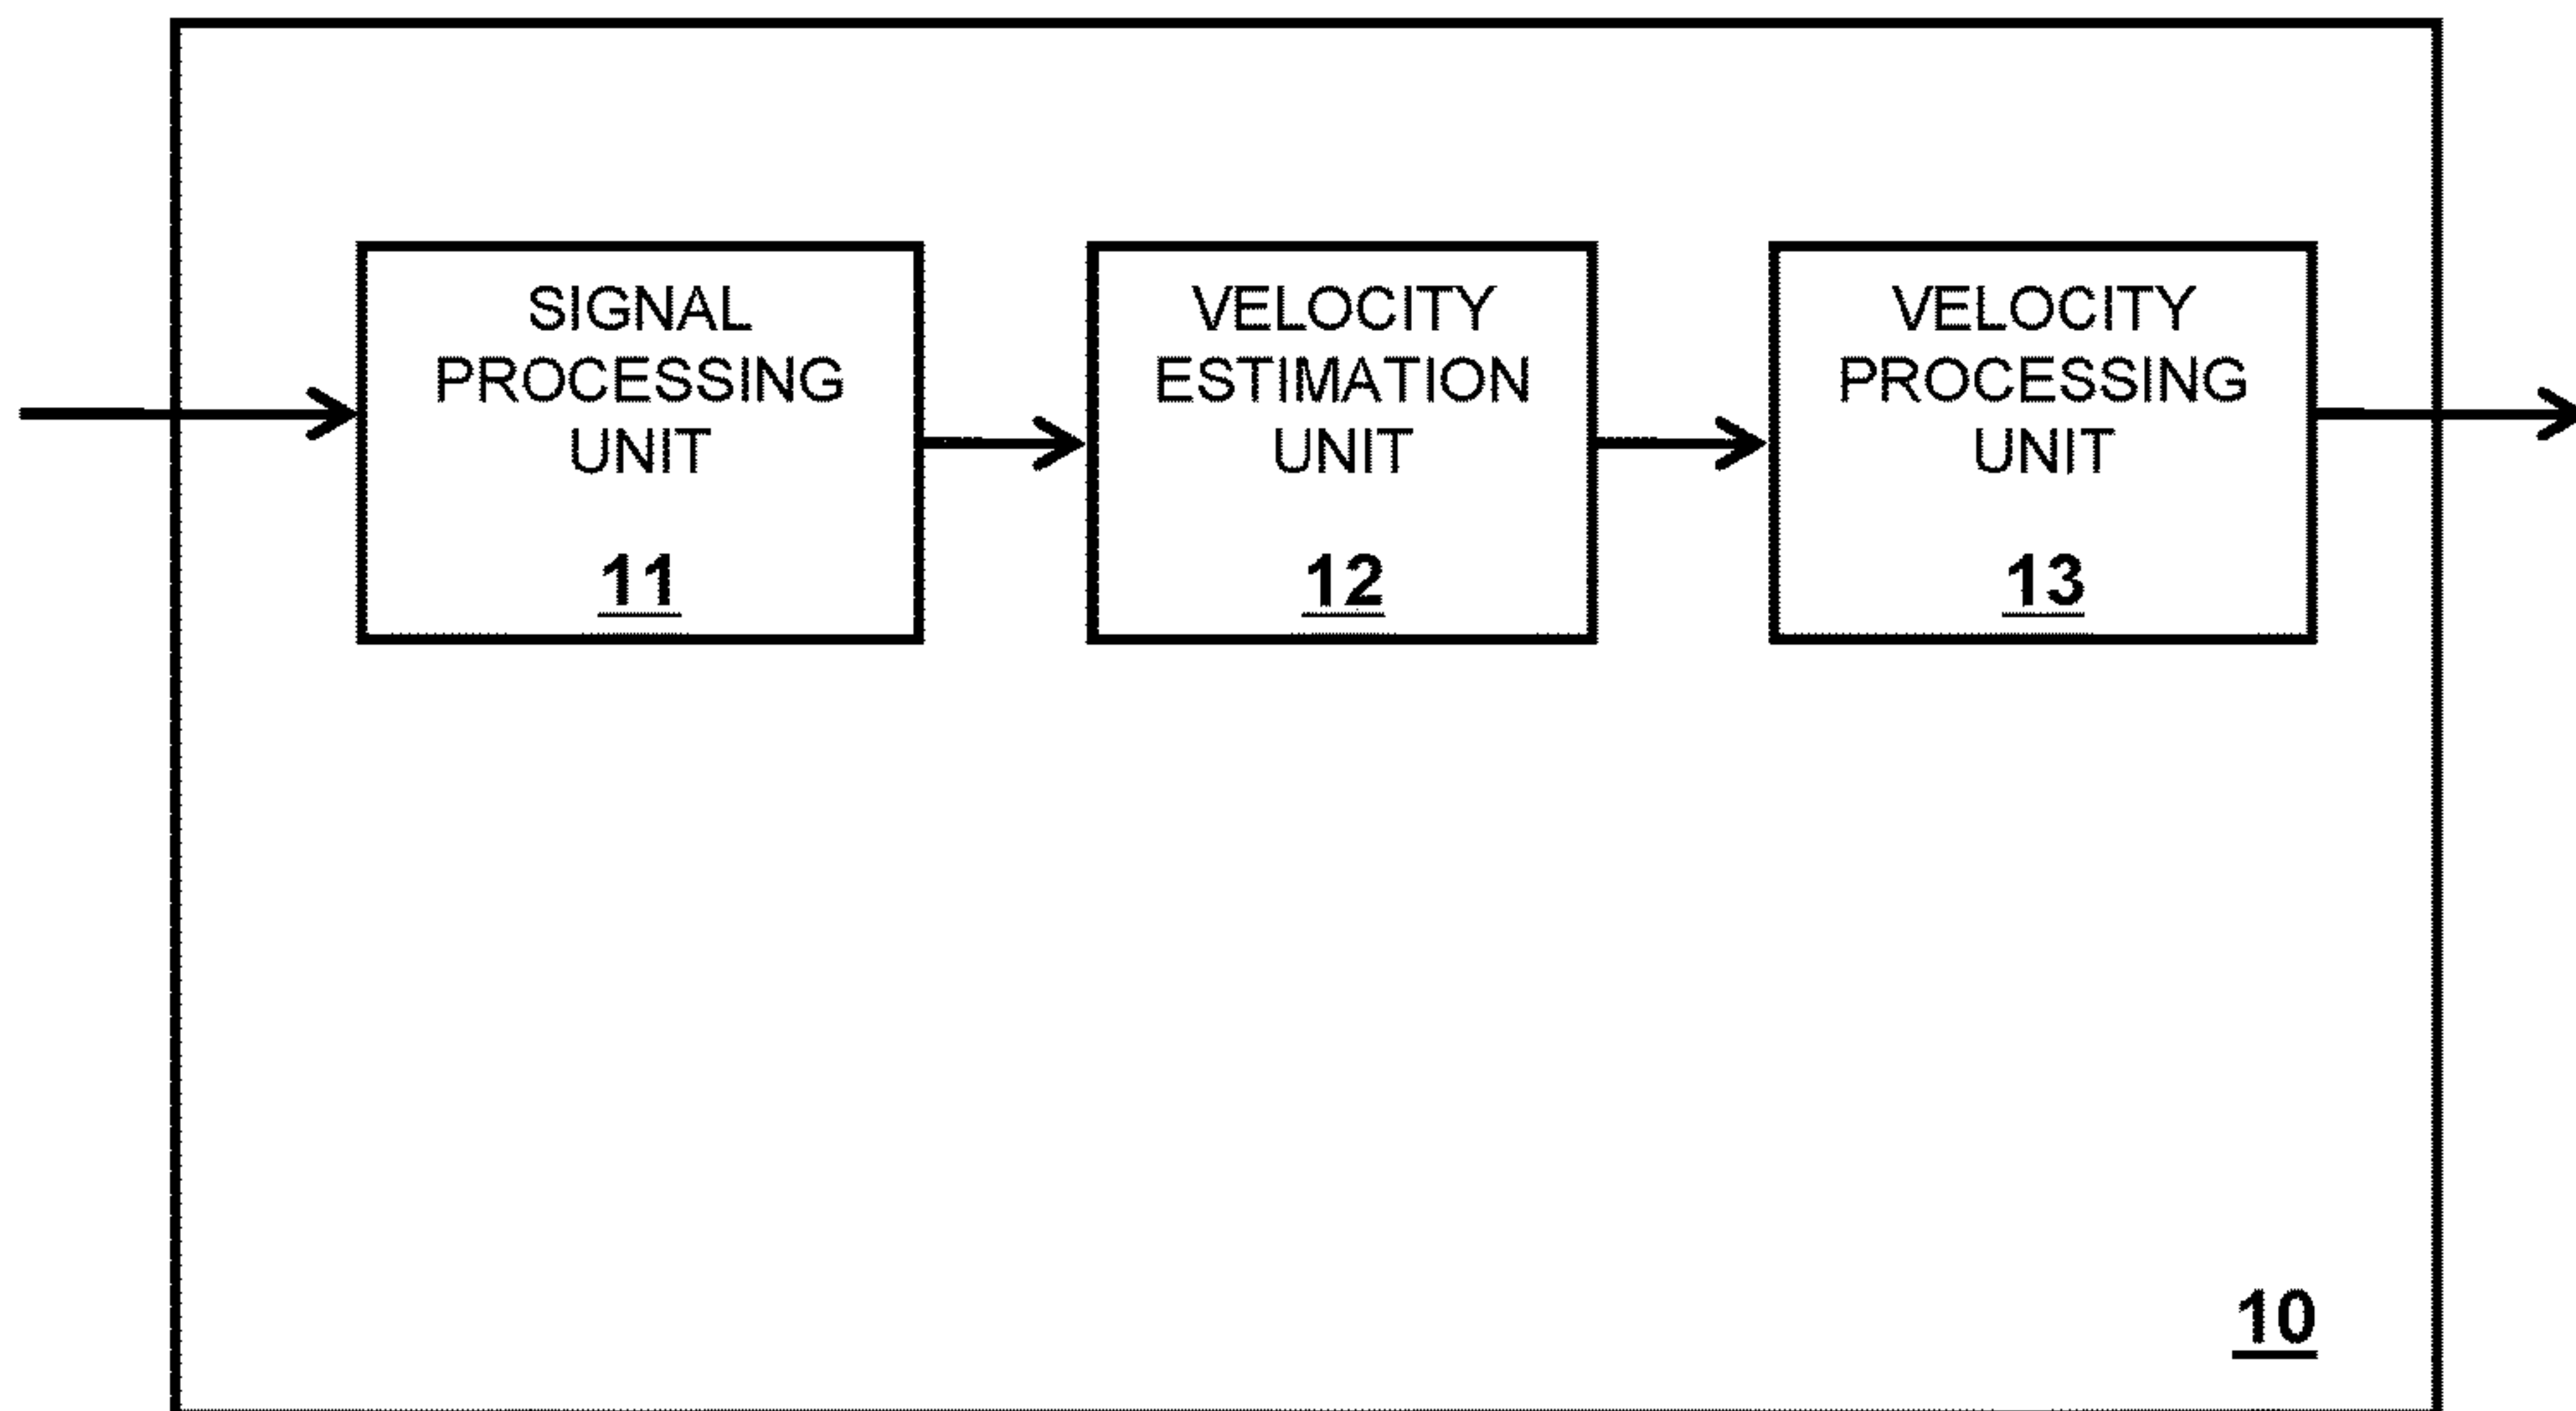 SIGNAL
PROCESSING
UNIT
11
VELOCITY
ESTIMATION
UNIT
12
VELOCITY
PROCESSING
UNIT
13
10